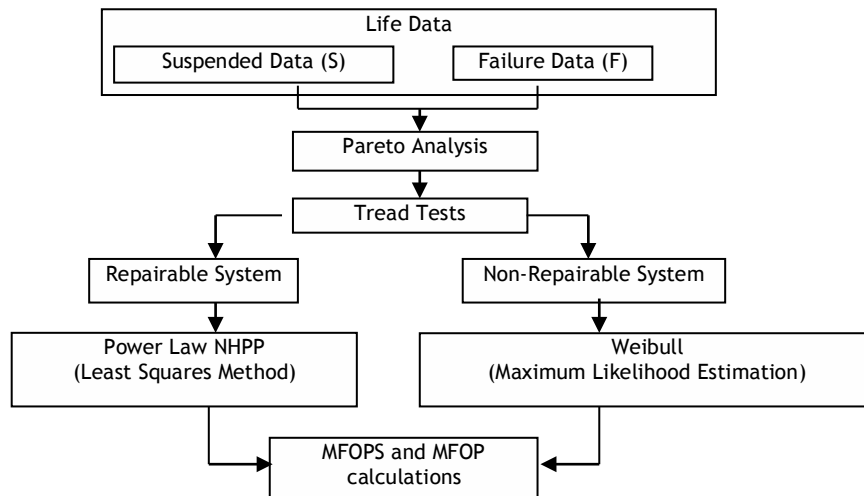 Life Data
Suspended Data (S)
Failure Data (F)
Pareto Analysis
Tread Tests
Repairable System
Non-Repairable System
Power Law NHPP
(Least Squares Method)
Weibull
(Maximum Likelihood Estimation)
MFOPS and MFOP
calculations